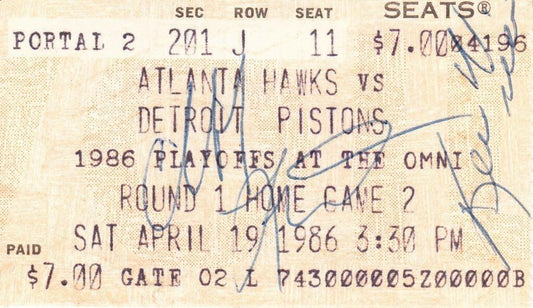 SEC ROW SEAT SEATS®
PORTAL 2 201 J 11 $7.00 04196
ATLANTA HAWKS VS
DETROIT PISTONS
1986 PLAYOFFS AT THE OMNI
ROUND 1 HOME GAME 2
SAT APRIL 19 1986 3:30 PM
PAID
$7.00 GATE 02 L 743000005Z00000B